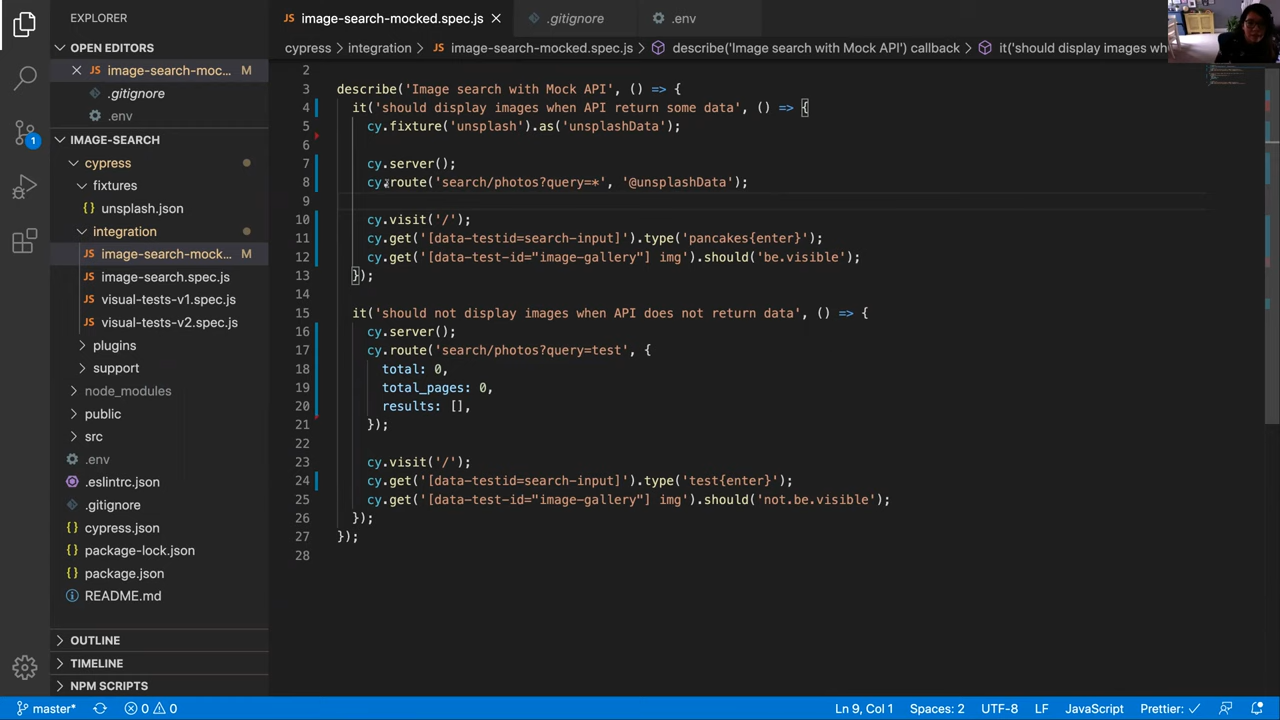 EXPLORER
OPEN EDITORS
JS image-search-moc... M
.gitignore
.env
IMAGE-SEARCH
cypress
fixtures
{} unsplash.json
integration
JS image-search-mock... M
JS image-search.spec.js
JS visual-tests-v1.spec.js
JS visual-tests-v2.spec.js
plugins
support
node_modules
public
src
.env
.eslintrc.json
.gitignore
{} cypress.json
{} package-lock.json
{} package.json
README.md
OUTLINE
TIMELINE
NPM SCRIPTS
1
JS image-search-mocked.spec.js
.gitignore
.env
cypress > integration > JS image-search-mocked.spec.js > describe('Image search with Mock API') callback > it('should display images wh
2
3 describe('Image search with Mock API', () => {
4 it('should display images when API return some data', () => {
5 cy.fixture('unsplash').as('unsplashData');
6
7 cy.server();
8 cy.route('search/photos?query=*', '@unsplashData');
9
10 cy.visit('/');
11 cy.get('[data-testid=search-input]').type('pancakes{enter}');
12 cy.get('[data-test-id="image-gallery"] img').should('be.visible');
13 });
14
15 it('should not display images when API does not return data', () => {
16 cy.server();
17 cy.route('search/photos?query=test', {
18 total: 0,
19 total_pages: 0,
20 results: [],
21 });
22
23 cy.visit('/');
24 cy.get('[data-testid=search-input]').type('test{enter}');
25 cy.get('[data-test-id="image-gallery"] img').should('not.be.visible');
26 });
27 });
28
master* 0 0 Ln 9, Col 1 Spaces: 2 UTF-8 LF JavaScript Prettier: ✓